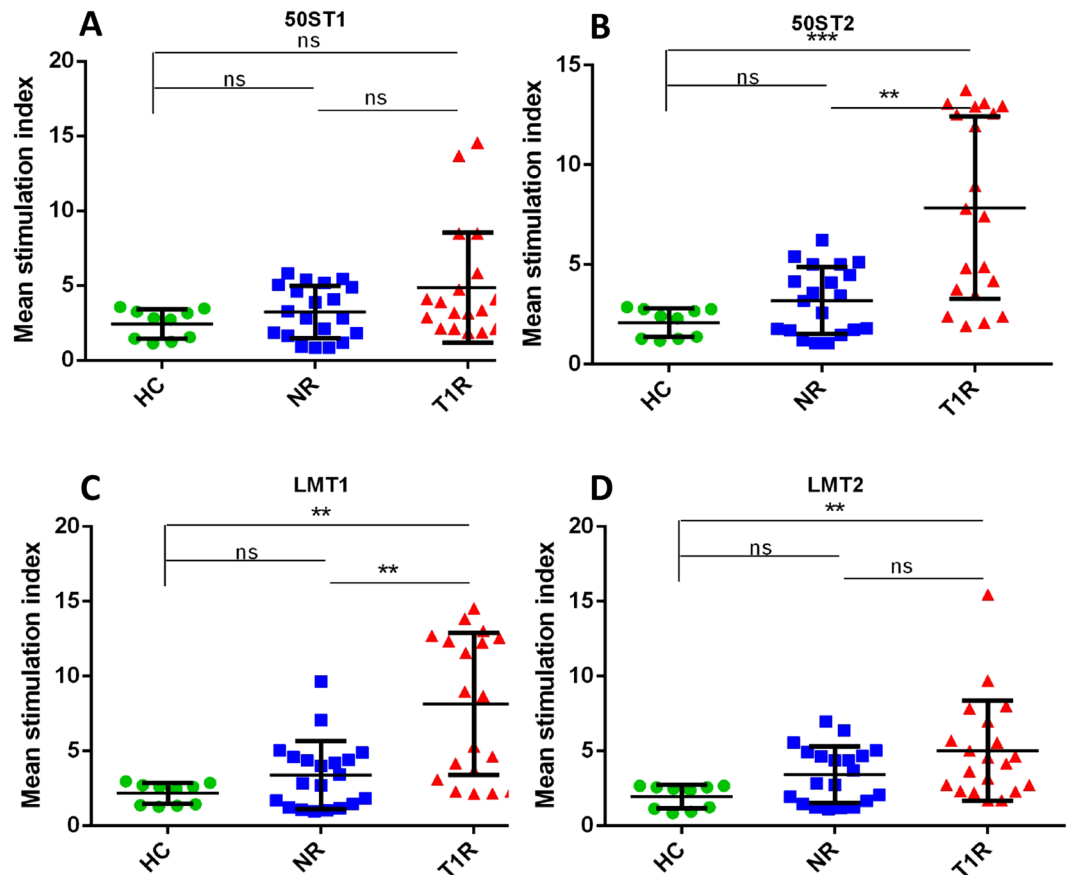 A
50ST1
ns
ns
ns
Mean stimulation index
20
15
10
5
0
HC
NR
T1R
B
50ST2
***
ns
**
Mean stimulation index
15
10
5
0
HC
NR
T1R
C
LMT1
**
ns
**
Mean stimulation index
20
15
10
5
0
HC
NR
T1R
D
LMT2
**
ns
ns
Mean stimulation index
20
15
10
5
0
HC
NR
T1R